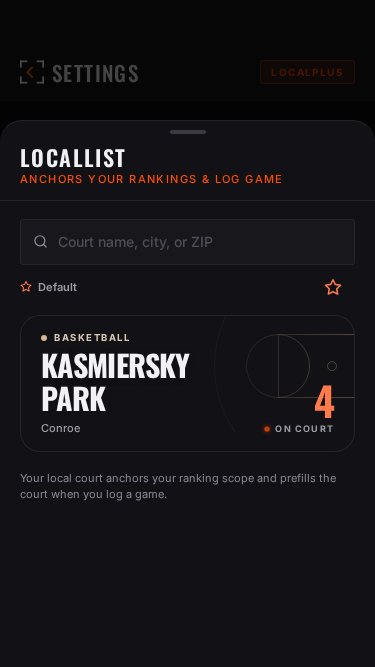 SETTINGS
LOCALPLUS
LOCALLIST
ANCHORS YOUR RANKINGS & LOG GAME
Court name, city, or ZIP
Default
BASKETBALL
KASMIERSKY
PARK
4
Conroe
ON COURT
Your local court anchors your ranking scope and prefills the
court when you log a game.